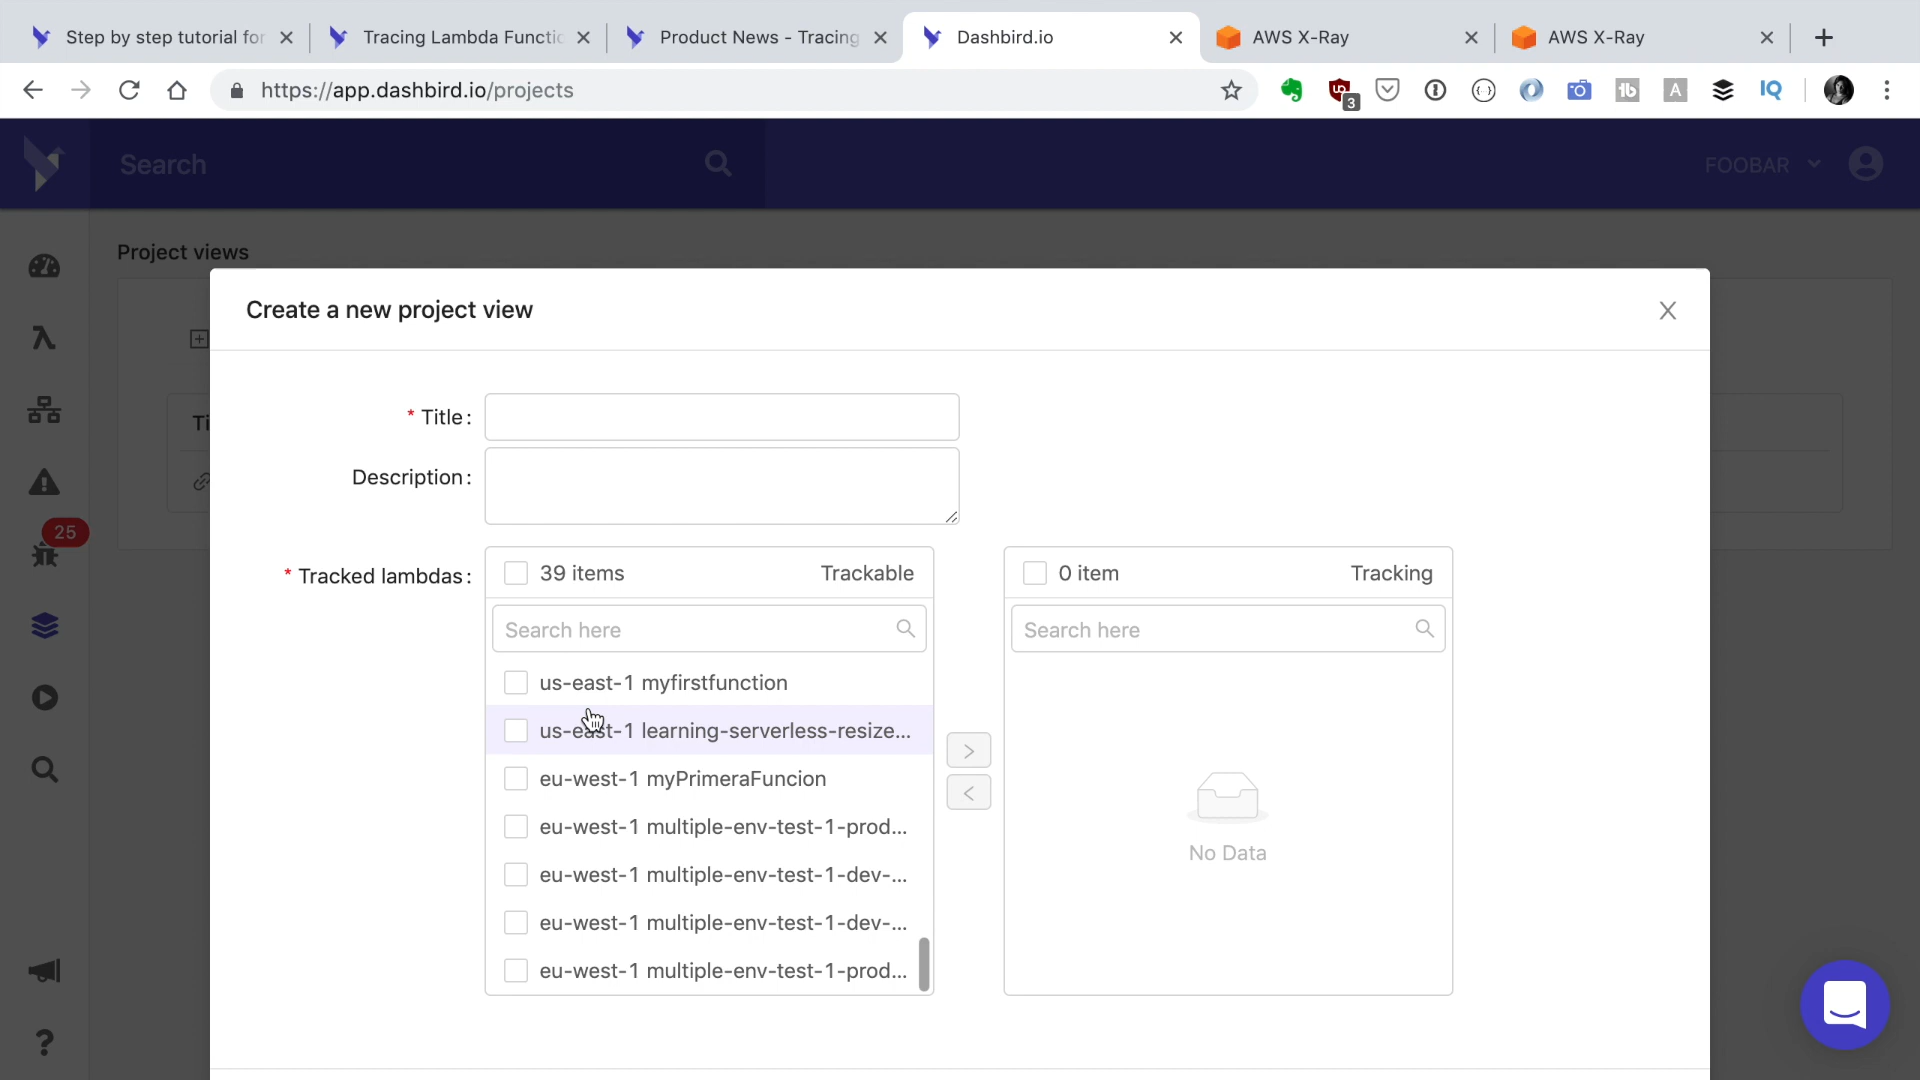 Step by step tutorial for
Tracing Lambda Functio
Product News - Tracing
Dashbird.io
AWS X-Ray
AWS X-Ray
https://app.dashbird.io/projects
3
Search
FOOBAR
Project views
Create a new project view
* Title:
Ti
Description:
25
* Tracked lambdas:
39 items
Trackable
0 item
Tracking
Search here
Search here
us-east-1 myfirstfunction
us-east-1 learning-serverless-resize...
eu-west-1 myPrimeraFuncion
eu-west-1 multiple-env-test-1-prod...
eu-west-1 multiple-env-test-1-dev-...
eu-west-1 multiple-env-test-1-dev-...
eu-west-1 multiple-env-test-1-prod...
No Data